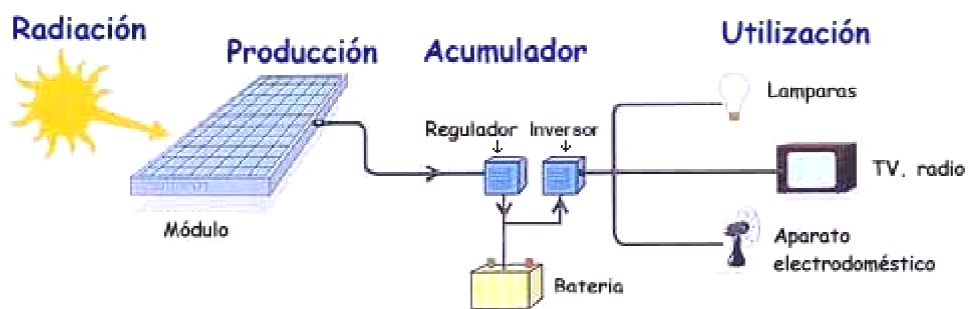 Radiación
Producción
Acumulador
Utilización
Regulador
Inversor
Módulo
Bateria
Lamparas
TV. radio
Aparato
electrodoméstico